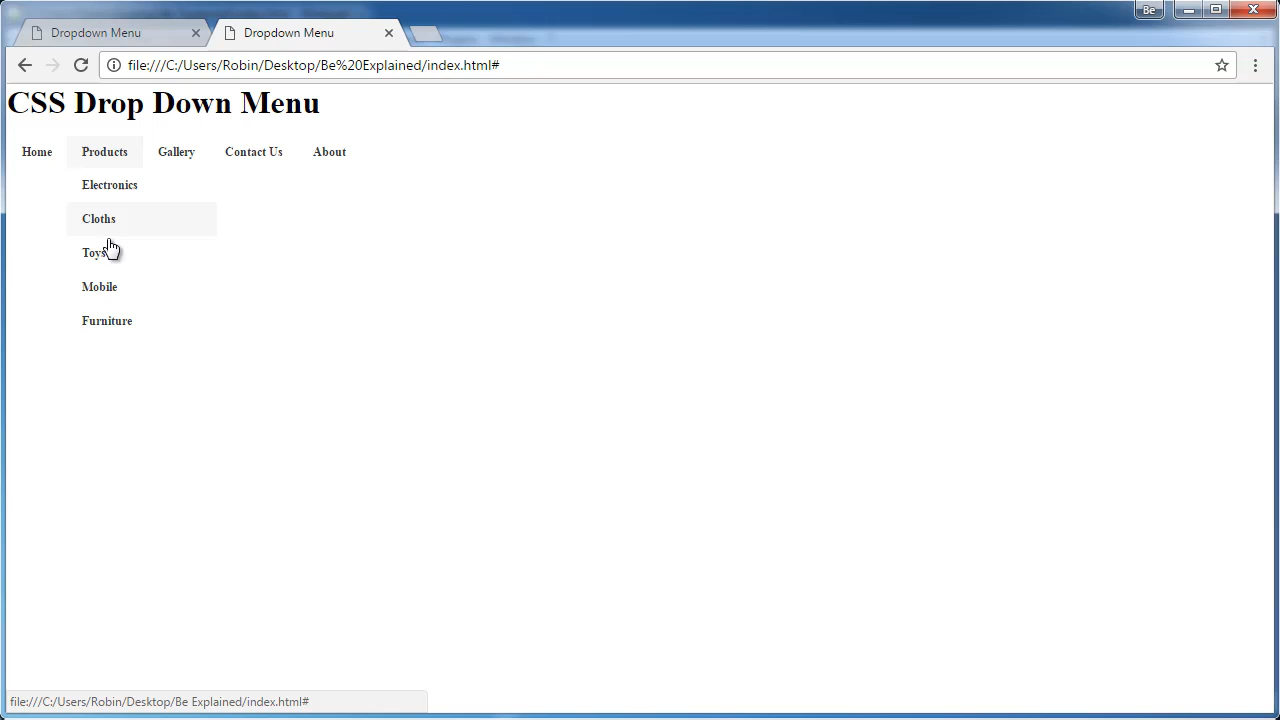 Be
Dropdown Menu
Dropdown Menu
file:///C:/Users/Robin/Desktop/Be%20Explained/index.html#
CSS Drop Down Menu
Home Products Gallery Contact Us About
Electronics
Cloths
Toys
Mobile
Furniture
file:///C:/Users/Robin/Desktop/Be Explained/index.html#